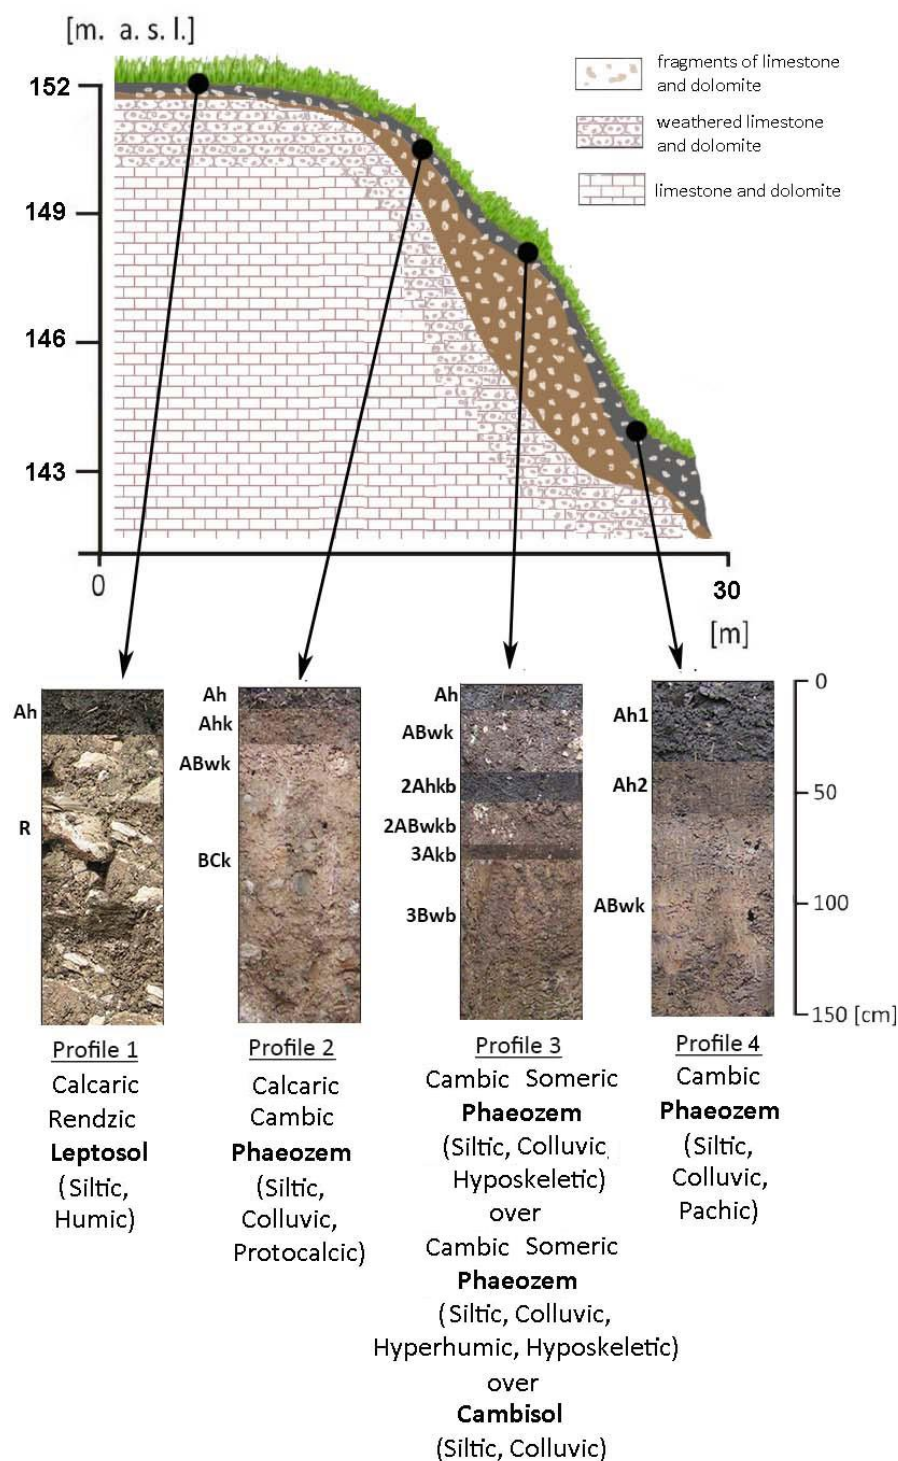 [m. a. s. l.]
fragments of limestone
and dolomite
152
weathered limestone
and dolomite
limestone and dolomite
149
146
143
0
30
[m]
Ah
R
Ah
Ahk
ABwk
BCk
Ah
ABwk
2Ahkb
2ABwkb
3Akb
3Bwb
Ah1
Ah2
ABwk
0
50
100
150 [cm]
Profile 1
Calcaric
Rendzic
Leptosol
(Siltic,
Humic)
Profile 2
Calcaric
Cambic
Phaeozem
(Siltic,
Colluvic,
Protocalcic)
Profile 3
Cambic Someric
Phaeozem
(Siltic, Colluvic,
Hyposkeletic)
over
Cambic Someric
Phaeozem
(Siltic, Colluvic,
Hyperhumic, Hyposkeletic)
over
Cambisol
(Siltic, Colluvic)
Profile 4
Cambic
Phaeozem
(Siltic,
Colluvic,
Pachic)